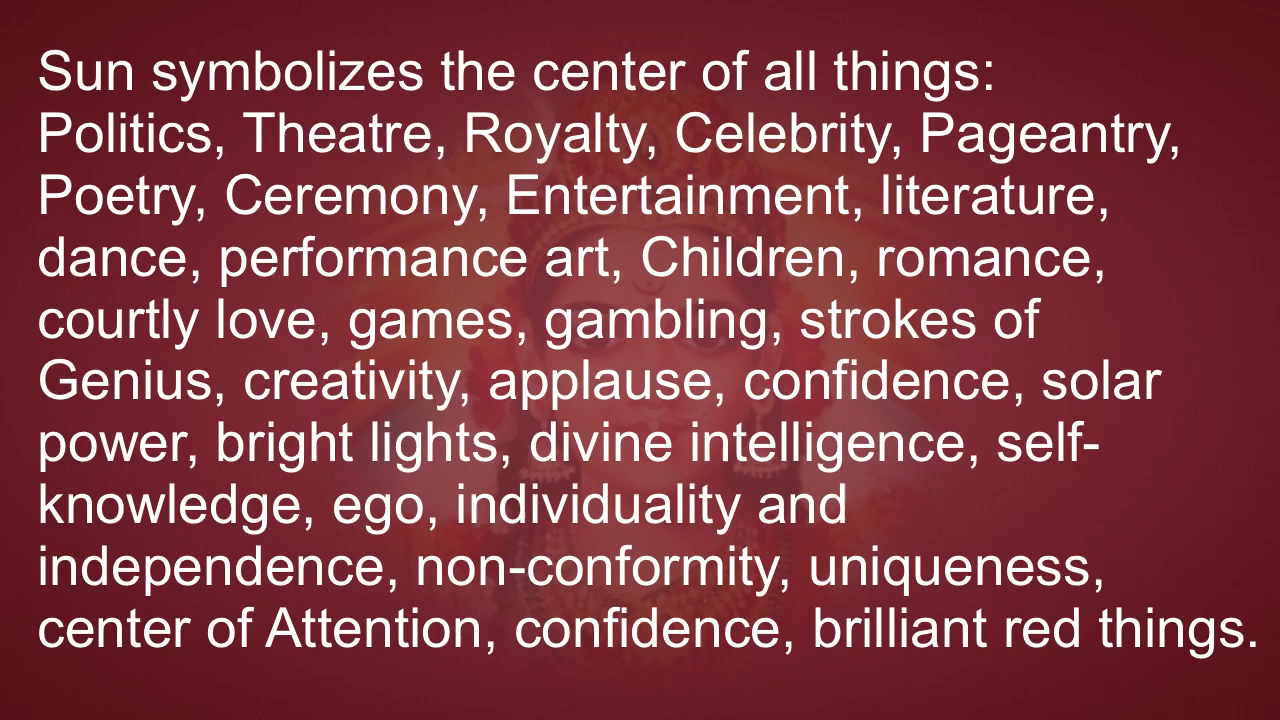 Sun symbolizes the center of all things:
Politics, Theatre, Royalty, Celebrity, Pageantry,
Poetry, Ceremony, Entertainment, literature,
dance, performance art, Children, romance,
courtly love, games, gambling, strokes of
Genius, creativity, applause, confidence, solar
power, bright lights, divine intelligence, self-
knowledge, ego, individuality and
independence, non-conformity, uniqueness,
center of Attention, confidence, brilliant red things.